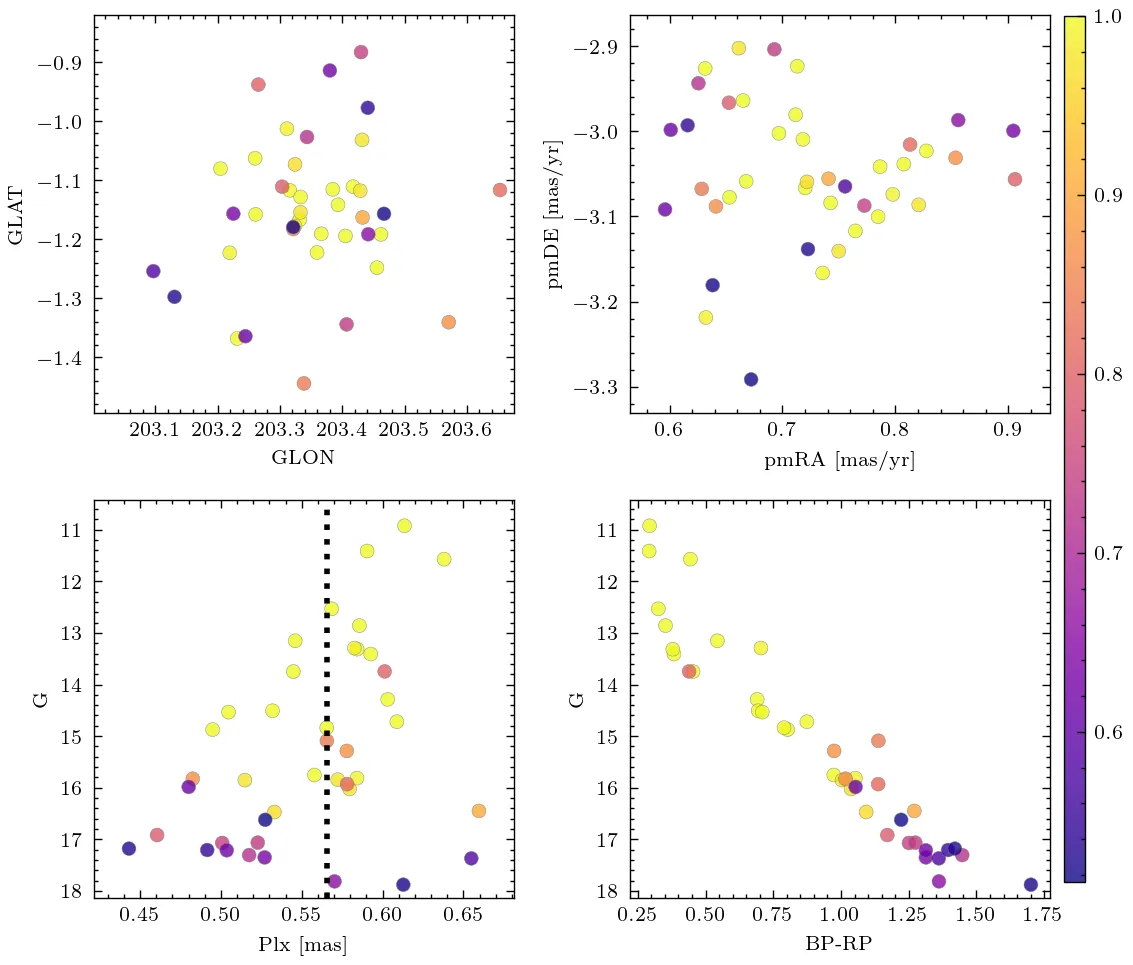 −0.9
−1.0
−1.1
−1.2
−1.3
−1.4
GLAT
203.1 203.2 203.3 203.4 203.5 203.6
GLON
−2.9
−3.0
−3.1
−3.2
−3.3
pmDE [mas/yr]
0.6 0.7 0.8 0.9
pmRA [mas/yr]
11
12
13
14
15
16
17
18
G
0.45 0.50 0.55 0.60 0.65
Plx [mas]
11
12
13
14
15
16
17
18
G
0.25 0.50 0.75 1.00 1.25 1.50 1.75
BP-RP
1.0
0.9
0.8
0.7
0.6